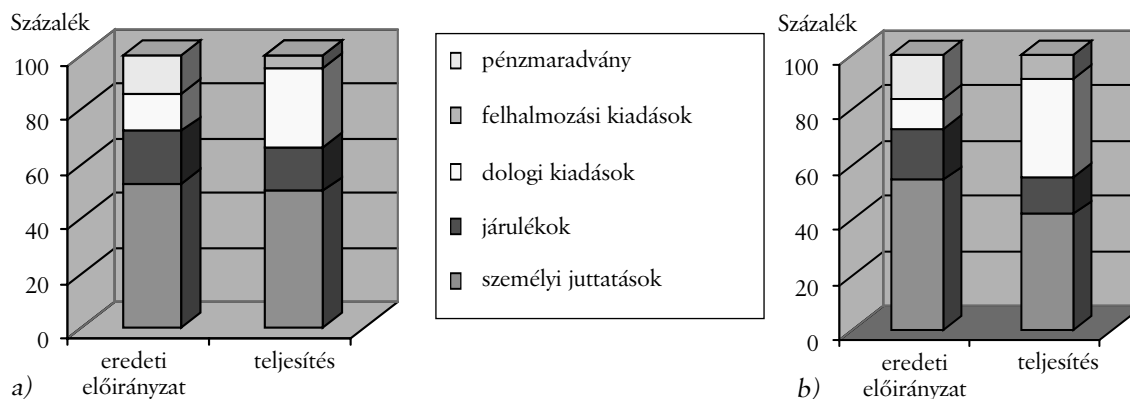 Százalék
100
80
60
40
20
0
eredeti
előirányzat
teljesítés
a)
pénzmaradvány
felhalmozási kiadások
dologi kiadások
járulékok
személyi juttatások
Százalék
100
80
60
40
20
0
eredeti
előirányzat
teljesítés
b)